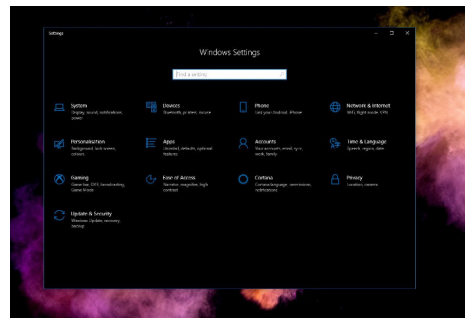 Settings
Windows Settings
Find a setting
System
Display, sound, notifications,
power
Devices
Bluetooth, printers, mouse
Phone
Link your Android, iPhone
Network & Internet
Wi-Fi, flight mode, VPN
Personalisation
Background, lock screen,
colours
Apps
Uninstall, defaults, optional
features
Accounts
Your accounts, email, sync,
work, family
Time & Language
Speech, region, date
Gaming
Game bar, DVR, broadcasting,
Game Mode
Ease of Access
Narrator, magnifier, high
contrast
Cortana
Cortana language, permissions,
notifications
Privacy
Location, camera
Update & Security
Windows Update, recovery,
backup